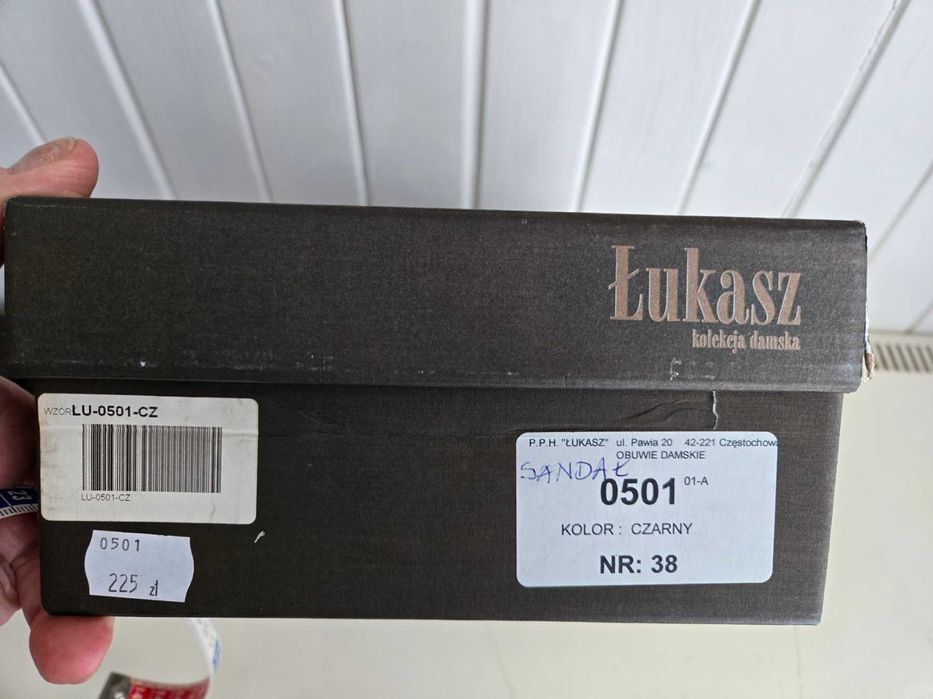 Łukasz
kolekcja damska
WZÓR LU-0501-CZ
LU-0501-CZ
0501
225 zł
P.P.H. "ŁUKASZ" ul. Pawia 20 42-221 Częstochowa
OBUWIE DAMSKIE
SANDAŁ
0501 01-A
KOLOR : CZARNY
NR: 38
23